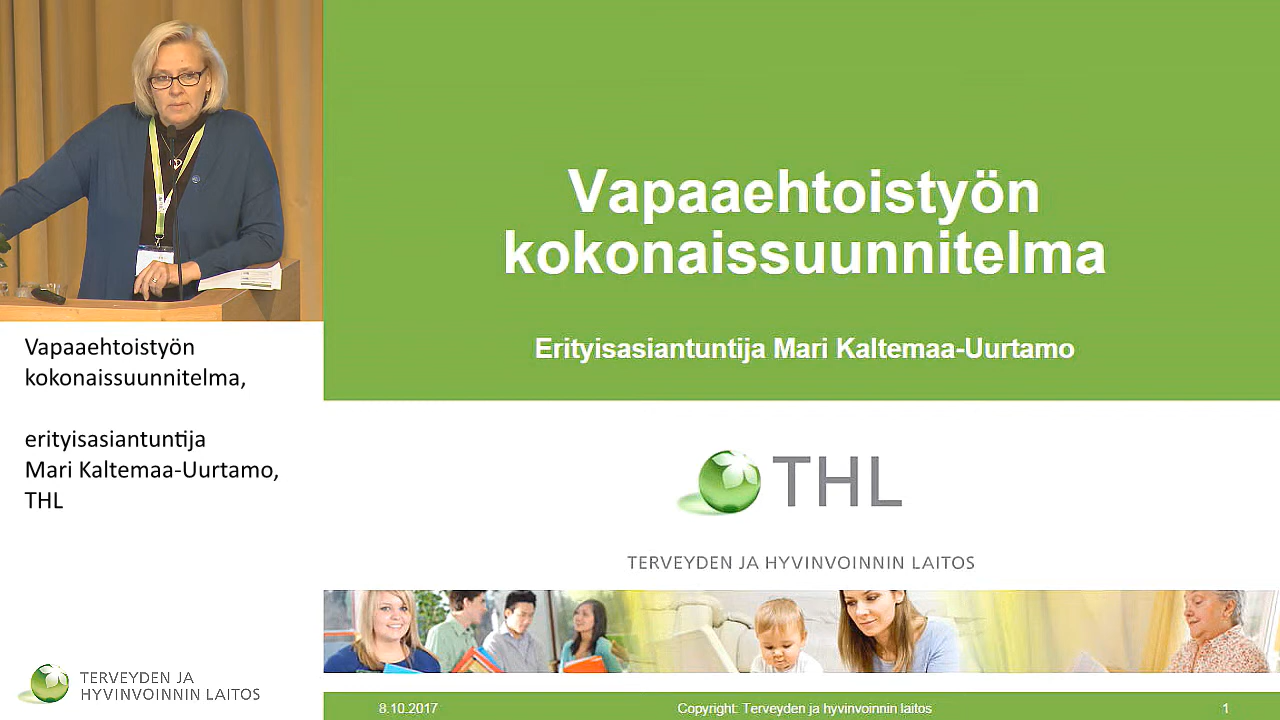 Vapaaehtoistyön
kokonaissuunnitelma
Erityisasiantuntija Mari Kaltemaa-Uurtamo
THL
TERVEYDEN JA HYVINVOINNIN LAITOS
8.10.2017
Copyright: Terveyden ja hyvinvoinnin laitos
1
Vapaaehtoistyön
kokonaissuunnitelma,
erityisasiantuntija
Mari Kaltemaa-Uurtamo,
THL
TERVEYDEN JA
HYVINVOINNIN LAITOS